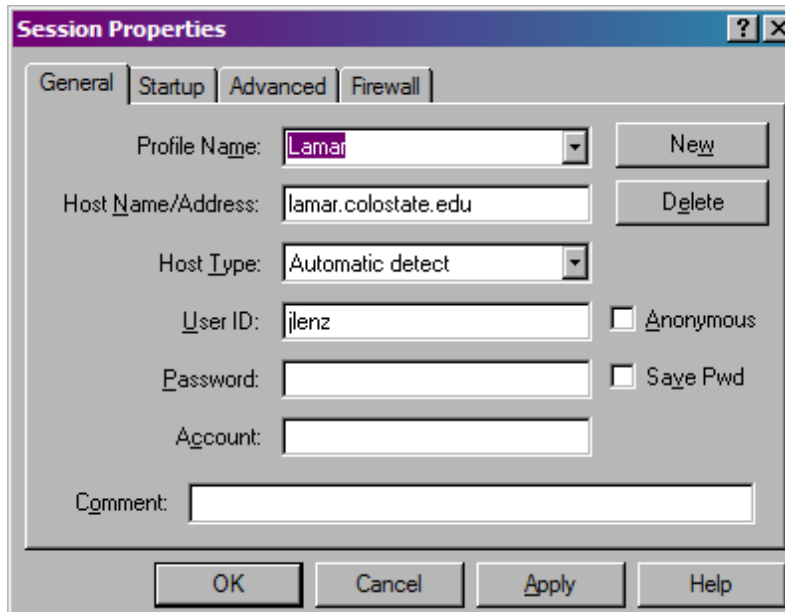 Session Properties
General Startup Advanced Firewall
Profile Name: Lamar New
Host Name/Address: lamar.colostate.edu Delete
Host Type: Automatic detect
User ID: jlenz Anonymous
Password: Save Pwd
Account:
Comment:
OK Cancel Apply Help